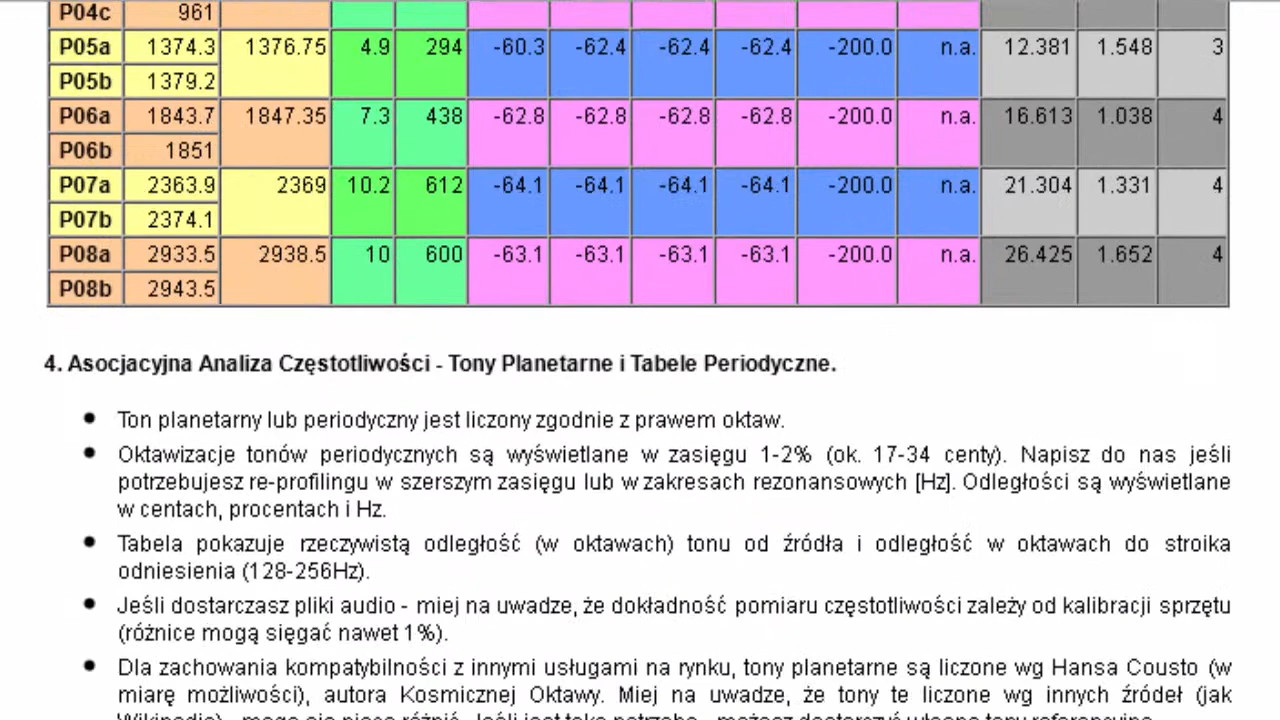 P04c 961
P05a 1374.3 1376.75 4.9 294 -60.3 -62.4 -62.4 -62.4 -200.0 n.a. 12.381 1.548 3
P05b 1379.2
P06a 1843.7 1847.35 7.3 438 -62.8 -62.8 -62.8 -62.8 -200.0 n.a. 16.613 1.038 4
P06b 1851
P07a 2363.9 2369 10.2 612 -64.1 -64.1 -64.1 -64.1 -200.0 n.a. 21.304 1.331 4
P07b 2374.1
P08a 2933.5 2938.5 10 600 -63.1 -63.1 -63.1 -63.1 -200.0 n.a. 26.425 1.652 4
P08b 2943.5
4. Asocjacyjna Analiza Częstotliwości - Tony Planetarne i Tabele Periodyczne.
• Ton planetarny lub periodyczny jest liczony zgodnie z prawem oktaw.
• Oktawizacje tonów periodycznych są wyświetlane w zasięgu 1-2% (ok. 17-34 centy). Napisz do nas jeśli
potrzebujesz re-profilingu w szerszym zasięgu lub w zakresach rezonansowych [Hz]. Odległości są wyświetlane
w centach, procentach i Hz.
• Tabela pokazuje rzeczywistą odległość (w oktawach) tonu od źródła i odległość w oktawach do stroika
odniesienia (128-256Hz).
• Jeśli dostarczasz pliki audio - miej na uwadze, że dokładność pomiaru częstotliwości zależy od kalibracji sprzętu
(różnice mogą sięgać nawet 1%).
• Dla zachowania kompatybilności z innymi usługami na rynku, tony planetarne są liczone wg Hansa Cousto (w
miarę możliwości), autora Kosmicznej Oktawy. Miej na uwadze, że tony te liczone wg innych źródeł (jak